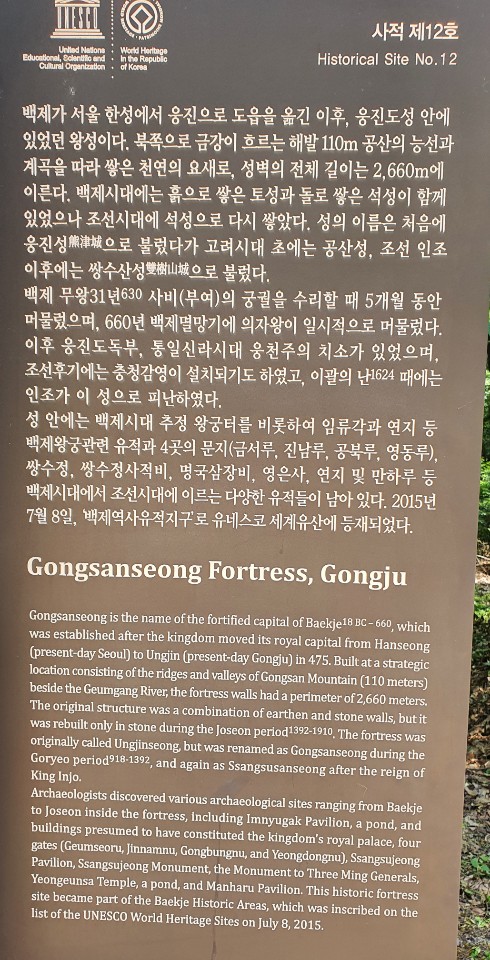 UNESCO
United Nations
Educational, Scientific and
Cultural Organization
World Heritage
in the Republic
of Korea
사적 제12호
Historical Site No.12
백제가 서울 한성에서 웅진으로 도읍을 옮긴 이후, 웅진도성 안에
있었던 왕성이다. 북쪽으로 금강이 흐르는 해발 110m 공산의 능선과
계곡을 따라 쌓은 천연의 요새로, 성벽의 전체 길이는 2,660m에
이른다. 백제시대에는 흙으로 쌓은 토성과 돌로 쌓은 석성이 함께
있었으나 조선시대에 석성으로 다시 쌓았다. 성의 이름은 처음에
웅진성熊津城으로 불렀다가 고려시대 초에는 공산성, 조선 인조
이후에는 쌍수산성雙樹山城으로 불렀다.
백제 무왕31년630 사비(부여)의 궁궐을 수리할 때 5개월 동안
머물렀으며, 660년 백제멸망기에 의자왕이 일시적으로 머물렀다.
이후 웅진도독부, 통일신라시대 웅천주의 치소가 있었으며,
조선후기에는 충청감영이 설치되기도 하였고, 이괄의 난1624 때에는
인조가 이 성으로 피난하였다.
성 안에는 백제시대 추정 왕궁터를 비롯하여 임류각과 연지 등
백제왕궁관련 유적과 4곳의 문지(금서루, 진남루, 공북루, 영동루),
쌍수정, 쌍수정사적비, 명국삼장비, 영은사, 연지 및 만하루 등
백제시대에서 조선시대에 이르는 다양한 유적들이 남아 있다. 2015년
7월 8일, '백제역사유적지구'로 유네스코 세계유산에 등재되었다.
Gongsanseong Fortress, Gongju
Gongsanseong is the name of the fortified capital of Baekje18 BC – 660, which
was established after the kingdom moved its royal capital from Hanseong
(present-day Seoul) to Ungjin (present-day Gongju) in 475. Built at a strategic
location consisting of the ridges and valleys of Gongsan Mountain (110 meters)
beside the Geumgang River, the fortress walls had a perimeter of 2,660 meters.
The original structure was a combination of earthen and stone walls, but it
was rebuilt only in stone during the Joseon period1392-1910. The fortress was
originally called Ungjinseong, but was renamed as Gongsanseong during the
Goryeo period918-1392, and again as Ssangsusanseong after the reign of
King Injo.
Archaeologists discovered various archaeological sites ranging from Baekje
to Joseon inside the fortress, including Imnyugak Pavilion, a pond, and
buildings presumed to have constituted the kingdom's royal palace, four
gates (Geumseoru, Jinnamnu, Gongbungnu, and Yeongdongnu), Ssangsujeong
Pavilion, Ssangsujeong Monument, the Monument to Three Ming Generals,
Yeongeunsa Temple, a pond, and Manharu Pavilion. This historic fortress
site became part of the Baekje Historic Areas, which was inscribed on the
list of the UNESCO World Heritage Sites on July 8, 2015.